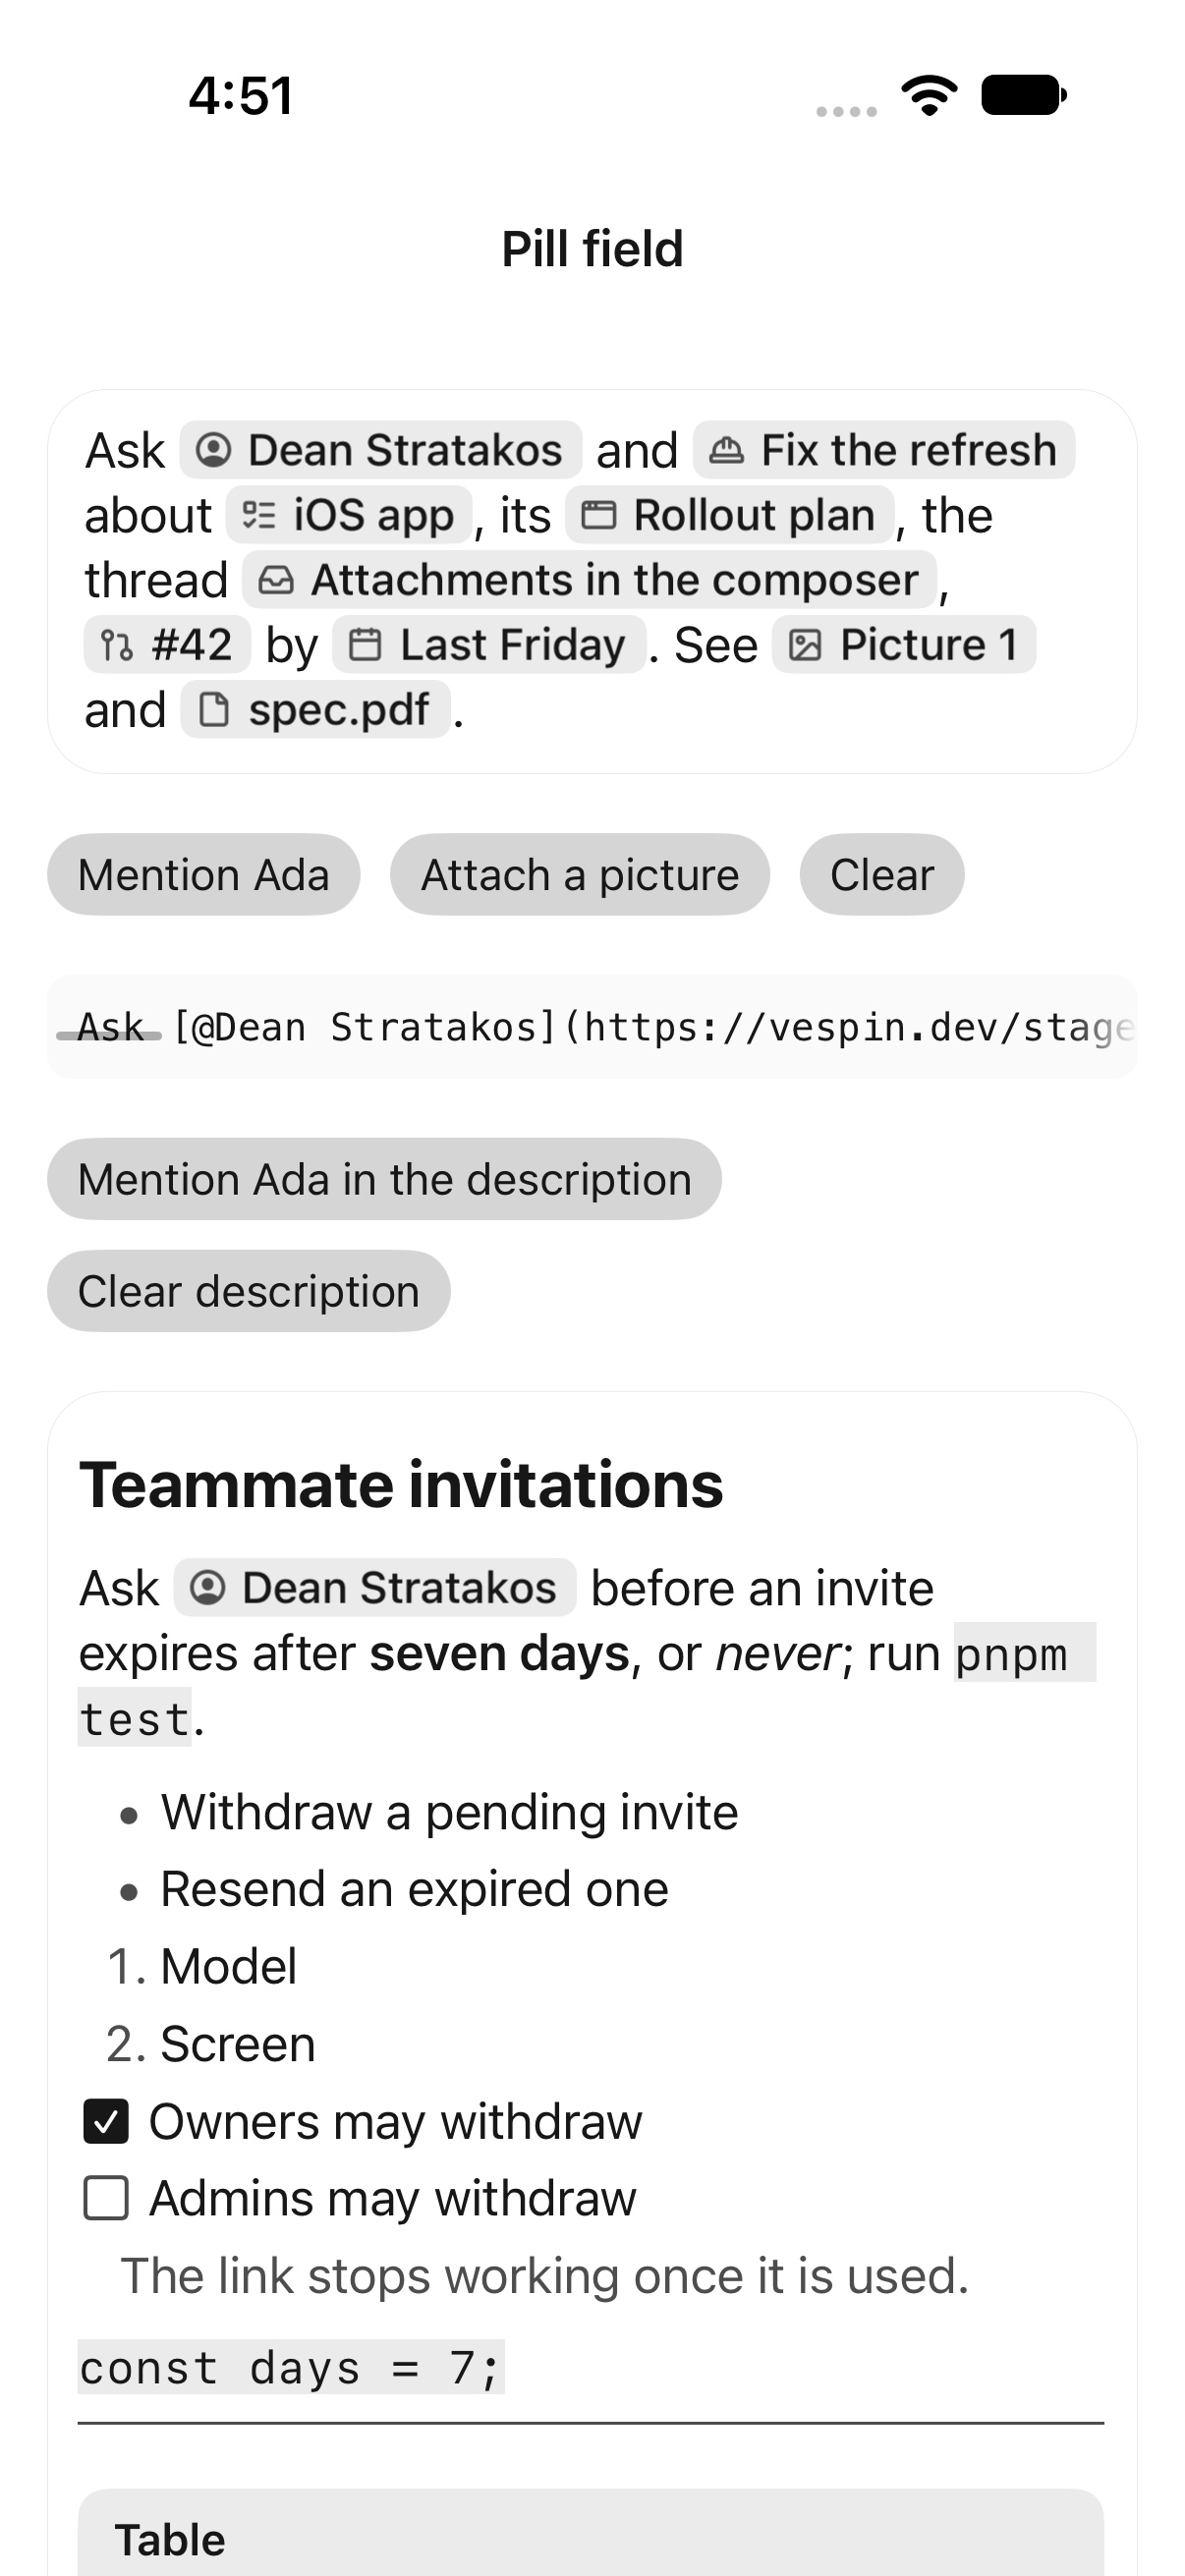 4:51
Pill field
Ask Dean Stratakos and Fix the refresh
about iOS app, its Rollout plan, the
thread Attachments in the composer,
#42 by Last Friday. See Picture 1
and spec.pdf.
Mention Ada Attach a picture Clear
Ask [@Dean Stratakos](https://vespin.dev/stage
Mention Ada in the description
Clear description
Teammate invitations
Ask Dean Stratakos before an invite
expires after seven days, or never; run pnpm
test.
• Withdraw a pending invite
• Resend an expired one
1. Model
2. Screen
Owners may withdraw
Admins may withdraw
The link stops working once it is used.
const days = 7;
Table